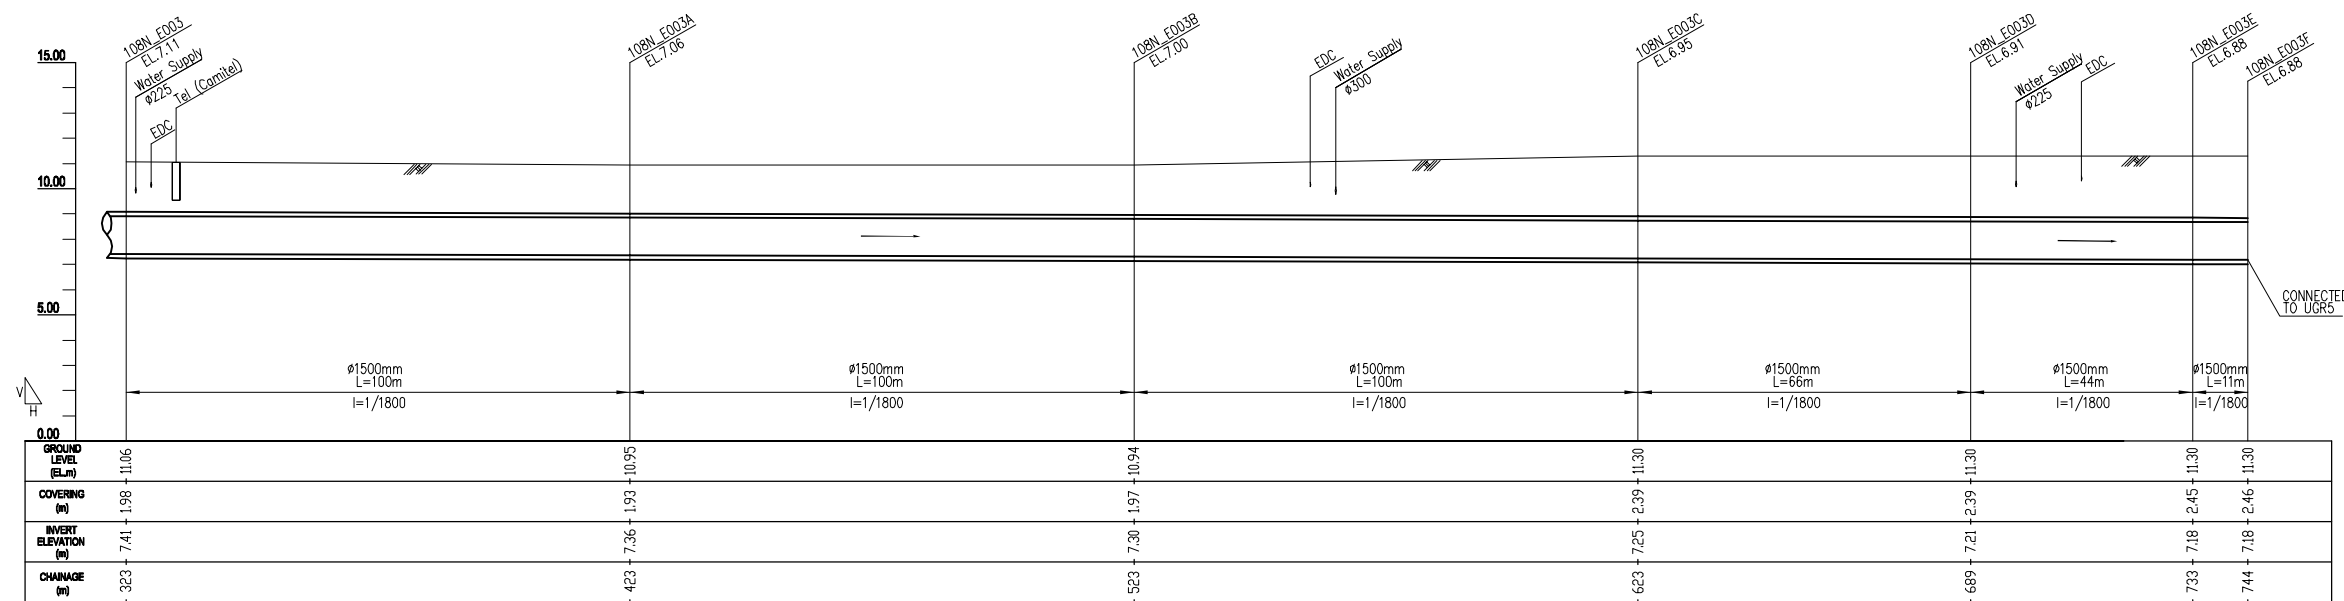 108N_E003
EL.7.11
108N_E003A
EL.7.06
108N_E003B
EL.7.00
108N_E003C
EL.6.95
108N_E003D
EL.6.91
108N_E003E
EL.6.88
108N_E003F
EL.6.88
Water Supply
ø225
Tel (Camitel)
EDC
EDC
Water Supply
ø300
Water Supply
ø225
EDC
15.00
10.00
5.00
0.00
V
H
CONNECTED
TO UGR5
ø1500mm
L=100m
I=1/1800
ø1500mm
L=100m
I=1/1800
ø1500mm
L=100m
I=1/1800
ø1500mm
L=66m
I=1/1800
ø1500mm
L=44m
I=1/1800
ø1500mm
L=11m
I=1/1800
GROUND
LEVEL
(EL.m)
11.06 10.95 10.94 11.30 11.30 11.30 11.30
COVERING
(m)
1.98 1.93 1.97 2.39 2.39 2.45 2.46
INVERT
ELEVATION
(m)
7.41 7.36 7.30 7.25 7.21 7.18 7.18
CHAINAGE
(m)
323 423 523 623 689 733 744